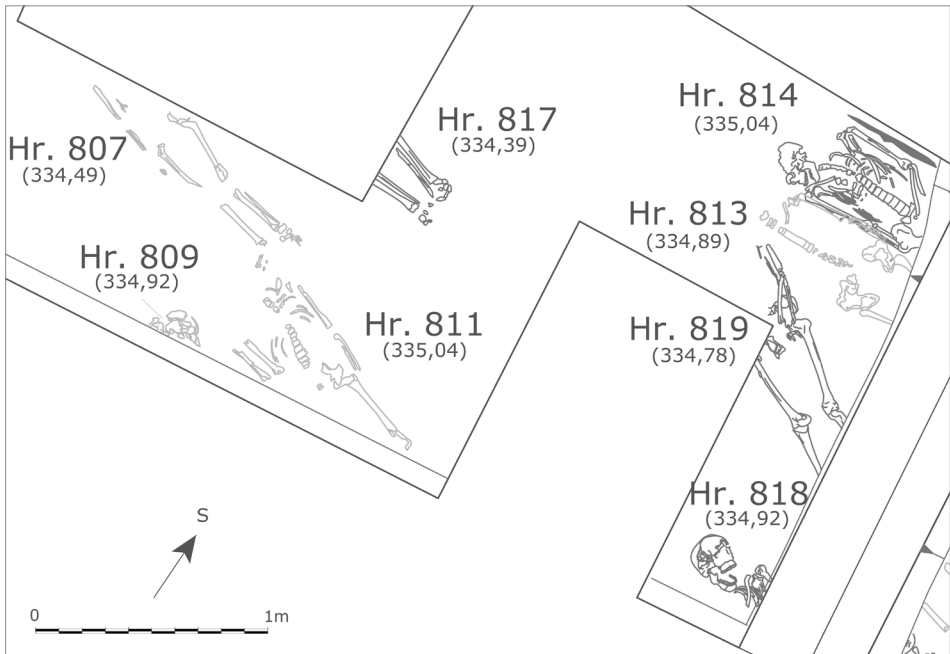 Hr. 814
(335,04)
Hr. 817
(334,39)
Hr. 807
(334,49)
Hr. 813
(334,89)
Hr. 809
(334,92)
Hr. 811
(335,04)
Hr. 819
(334,78)
Hr. 818
(334,92)
S
0 1m